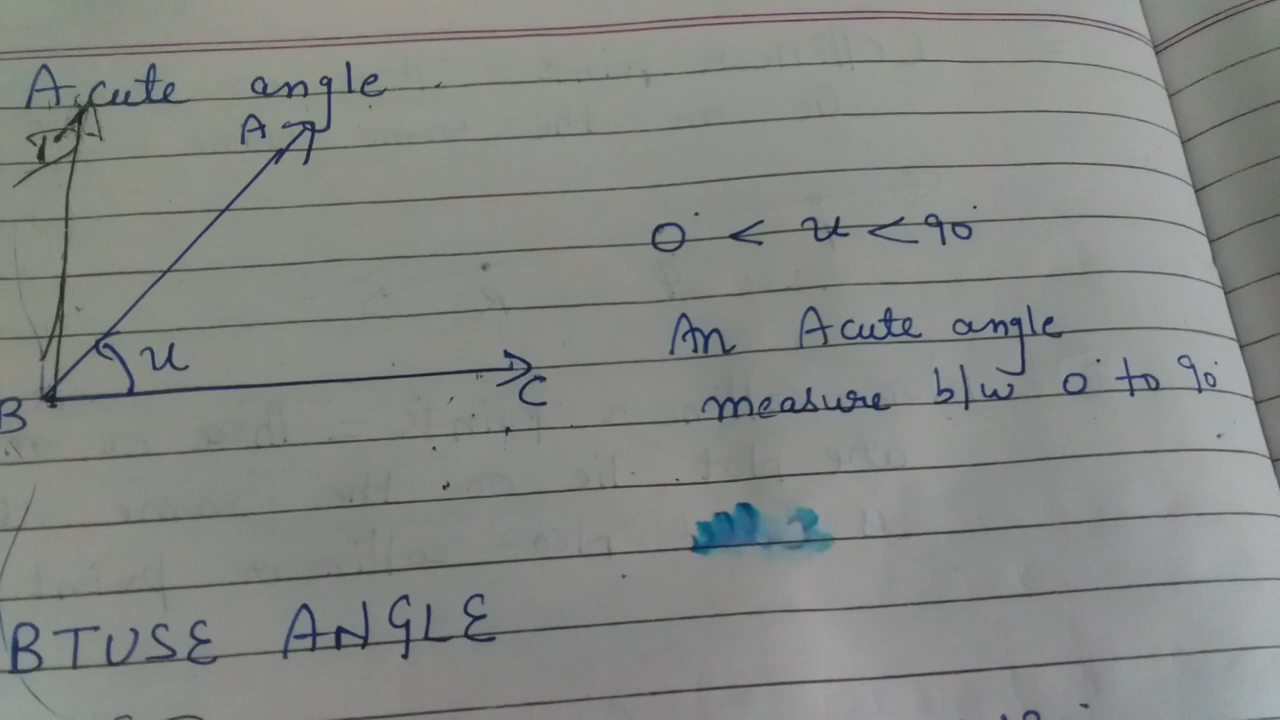 Acute angle
A
0° < x < 90°
x
An Acute angle
C
measure b/w 0° to 90°
B
BTUSE ANGLE